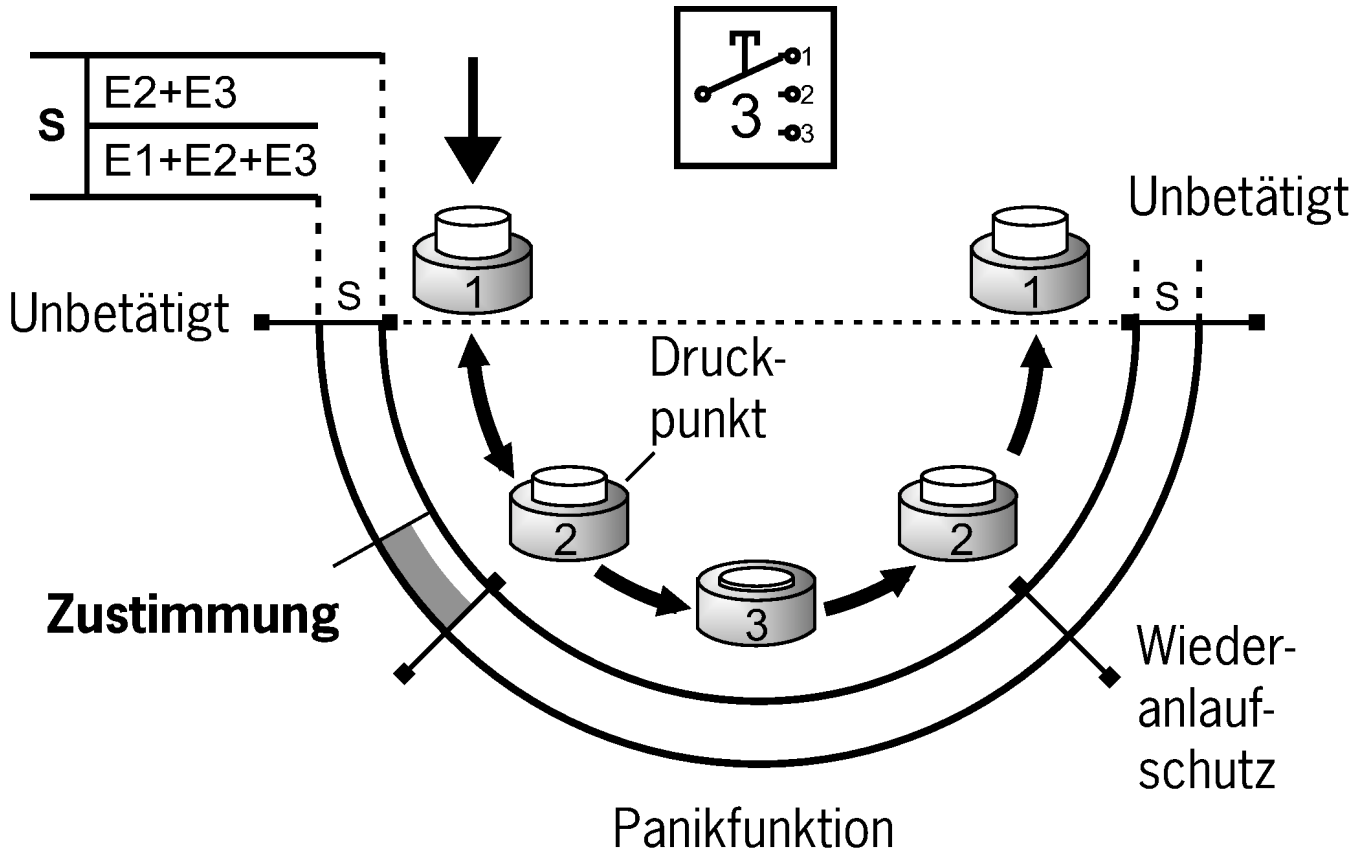 S
E2+E3
E1+E2+E3
1
2
3
3
Unbetätigt
Unbetätigt
S
1
1
S
Druck-
punkt
2
2
3
Zustimmung
Wieder-
anlauf-
schutz
Panikfunktion